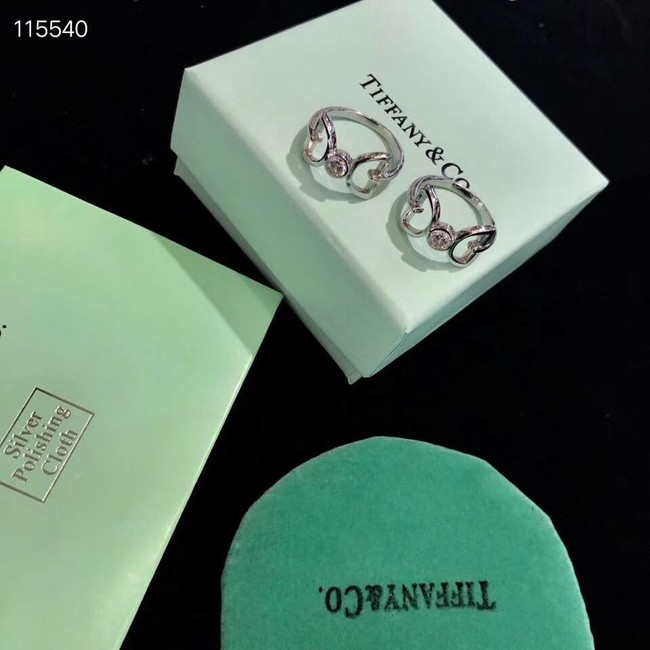 115540
TIFFANY & CO.
Silver
Polishing
Cloth
TIFFANY&CO.